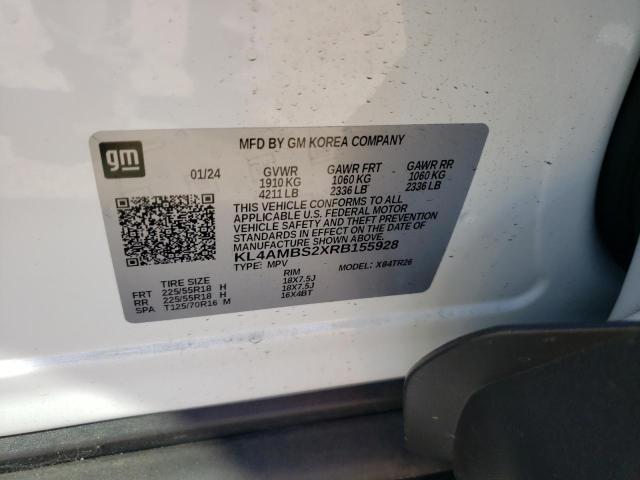 gm
MFD BY GM KOREA COMPANY
01/24 GVWR GAWR FRT GAWR RR
1910 KG 1060 KG 1060 KG
4211 LB 2336 LB 2336 LB
THIS VEHICLE CONFORMS TO ALL
APPLICABLE U.S. FEDERAL MOTOR
VEHICLE SAFETY STANDARDS
IN EFFECT ON THE DATE OF
MANUFACTURE SHOWN ABOVE.
KL4AMBS2XRB155928
TYPE: MPV MODEL: X84TR26
TIRE SIZE RIM
FRT 225/55R18 H 18X7.5J
RR 225/55R18 H 18X7.5J
SPA T125/70R16 M 16X4BT